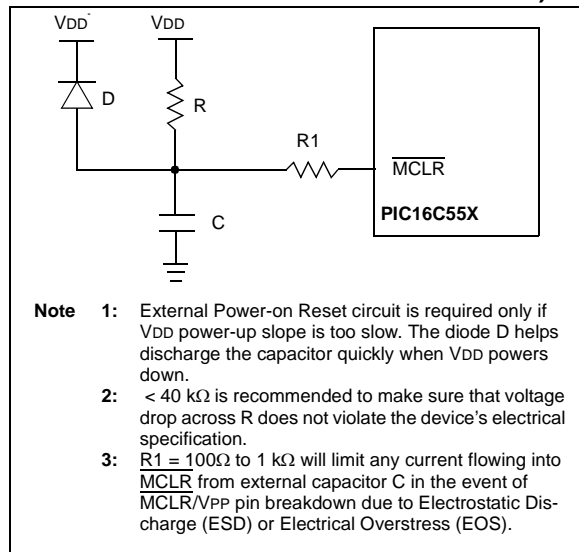 VDD VDD
D
R
R1
MCLR
PIC16C55X
C
Note 1: External Power-on Reset circuit is required only if
VDD power-up slope is too slow. The diode D helps
discharge the capacitor quickly when VDD powers
down.
2: < 40 kΩ is recommended to make sure that voltage
drop across R does not violate the device's electrical
specification.
3: R1 = 100Ω to 1 kΩ will limit any current flowing into
MCLR from external capacitor C in the event of
MCLR/VPP pin breakdown due to Electrostatic Dis-
charge (ESD) or Electrical Overstress (EOS).